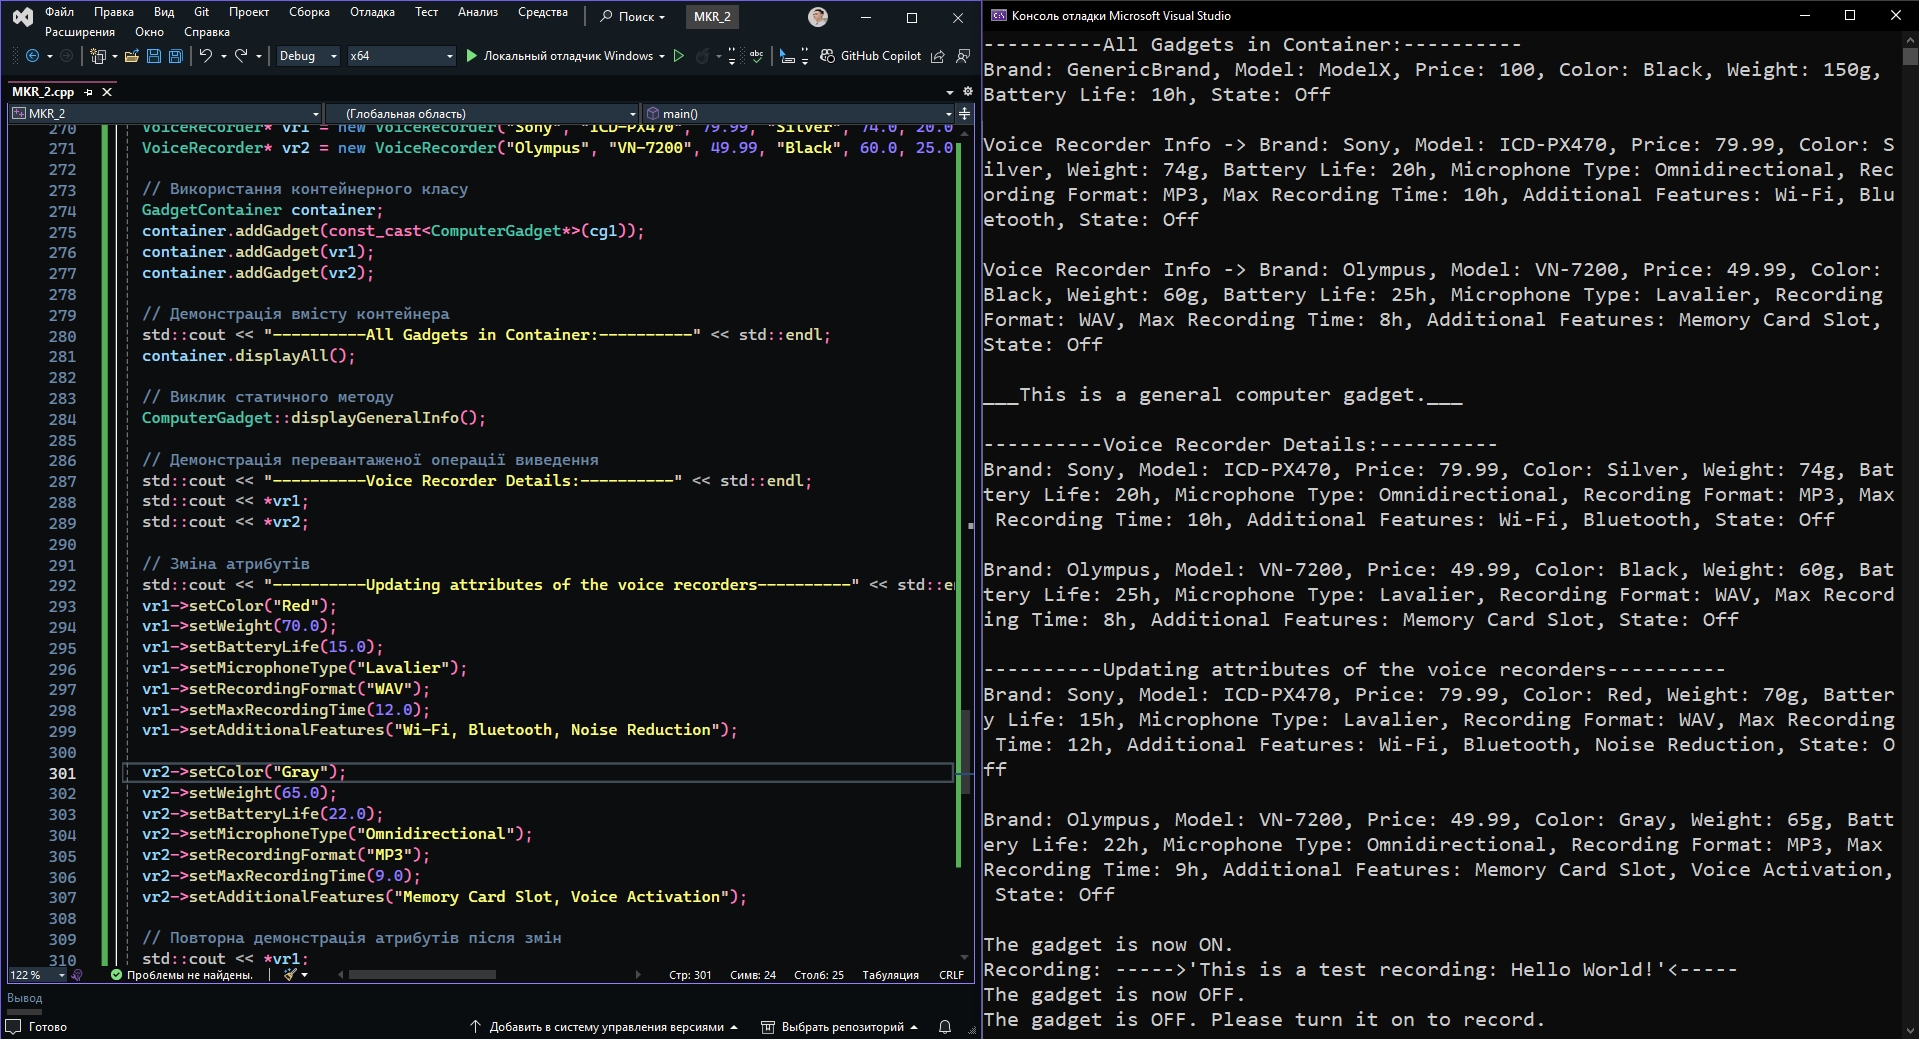 Файл Правка Вид Git Проект Сборка Отладка Тест Анализ Средства Поиск MKR_2
Расширения Окно Справка
Debug x64 Локальный отладчик Windows GitHub Copilot
MKR_2.cpp
MKR_2 (Глобальная область) main()
270 VoiceRecorder* vr1 = new VoiceRecorder("Sony", "ICD-PX470", 79.99, "Silver", 74.0, 20.0
271 VoiceRecorder* vr2 = new VoiceRecorder("Olympus", "VN-7200", 49.99, "Black", 60.0, 25.0
272
273 // Використання контейнерного класу
274 GadgetContainer container;
275 container.addGadget(const_cast<ComputerGadget*>(cg1));
276 container.addGadget(vr1);
277 container.addGadget(vr2);
278
279 // Демонстрація вмісту контейнера
280 std::cout << "----------All Gadgets in Container:----------" << std::endl;
281 container.displayAll();
282
283 // Виклик статичного методу
284 ComputerGadget::displayGeneralInfo();
285
286 // Демонстрація перевантаженої операції виведення
287 std::cout << "----------Voice Recorder Details:----------" << std::endl;
288 std::cout << *vr1;
289 std::cout << *vr2;
290
291 // Зміна атрибутів
292 std::cout << "----------Updating attributes of the voice recorders----------" << std::e
293 vr1->setColor("Red");
294 vr1->setWeight(70.0);
295 vr1->setBatteryLife(15.0);
296 vr1->setMicrophoneType("Lavalier");
297 vr1->setRecordingFormat("WAV");
298 vr1->setMaxRecordingTime(12.0);
299 vr1->setAdditionalFeatures("Wi-Fi, Bluetooth, Noise Reduction");
300
301 vr2->setColor("Gray");
302 vr2->setWeight(65.0);
303 vr2->setBatteryLife(22.0);
304 vr2->setMicrophoneType("Omnidirectional");
305 vr2->setRecordingFormat("MP3");
306 vr2->setMaxRecordingTime(9.0);
307 vr2->setAdditionalFeatures("Memory Card Slot, Voice Activation");
308
309 // Повторна демонстрація атрибутів після змін
310 std::cout << *vr1;
122 % Проблемы не найдены. Стр: 301 Симв: 24 Столб: 25 Табуляция CRLF
Вывод
Готово Добавить в систему управления версиями Выбрать репозиторий
Консоль отладки Microsoft Visual Studio
----------All Gadgets in Container:----------
Brand: GenericBrand, Model: ModelX, Price: 100, Color: Black, Weight: 150g,
Battery Life: 10h, State: Off
Voice Recorder Info -> Brand: Sony, Model: ICD-PX470, Price: 79.99, Color: S
ilver, Weight: 74g, Battery Life: 20h, Microphone Type: Omnidirectional, Rec
ording Format: MP3, Max Recording Time: 10h, Additional Features: Wi-Fi, Blu
etooth, State: Off
Voice Recorder Info -> Brand: Olympus, Model: VN-7200, Price: 49.99, Color:
Black, Weight: 60g, Battery Life: 25h, Microphone Type: Lavalier, Recording
Format: WAV, Max Recording Time: 8h, Additional Features: Memory Card Slot,
State: Off
___This is a general computer gadget.___
----------Voice Recorder Details:----------
Brand: Sony, Model: ICD-PX470, Price: 79.99, Color: Silver, Weight: 74g, Bat
tery Life: 20h, Microphone Type: Omnidirectional, Recording Format: MP3, Max
Recording Time: 10h, Additional Features: Wi-Fi, Bluetooth, State: Off
Brand: Olympus, Model: VN-7200, Price: 49.99, Color: Black, Weight: 60g, Bat
tery Life: 25h, Microphone Type: Lavalier, Recording Format: WAV, Max Record
ing Time: 8h, Additional Features: Memory Card Slot, State: Off
----------Updating attributes of the voice recorders----------
Brand: Sony, Model: ICD-PX470, Price: 79.99, Color: Red, Weight: 70g, Batter
y Life: 15h, Microphone Type: Lavalier, Recording Format: WAV, Max Recording
Time: 12h, Additional Features: Wi-Fi, Bluetooth, Noise Reduction, State: O
ff
Brand: Olympus, Model: VN-7200, Price: 49.99, Color: Gray, Weight: 65g, Batt
ery Life: 22h, Microphone Type: Omnidirectional, Recording Format: MP3, Max
Recording Time: 9h, Additional Features: Memory Card Slot, Voice Activation,
State: Off
The gadget is now ON.
Recording: ----->'This is a test recording: Hello World!'<-----
The gadget is now OFF.
The gadget is OFF. Please turn it on to record.